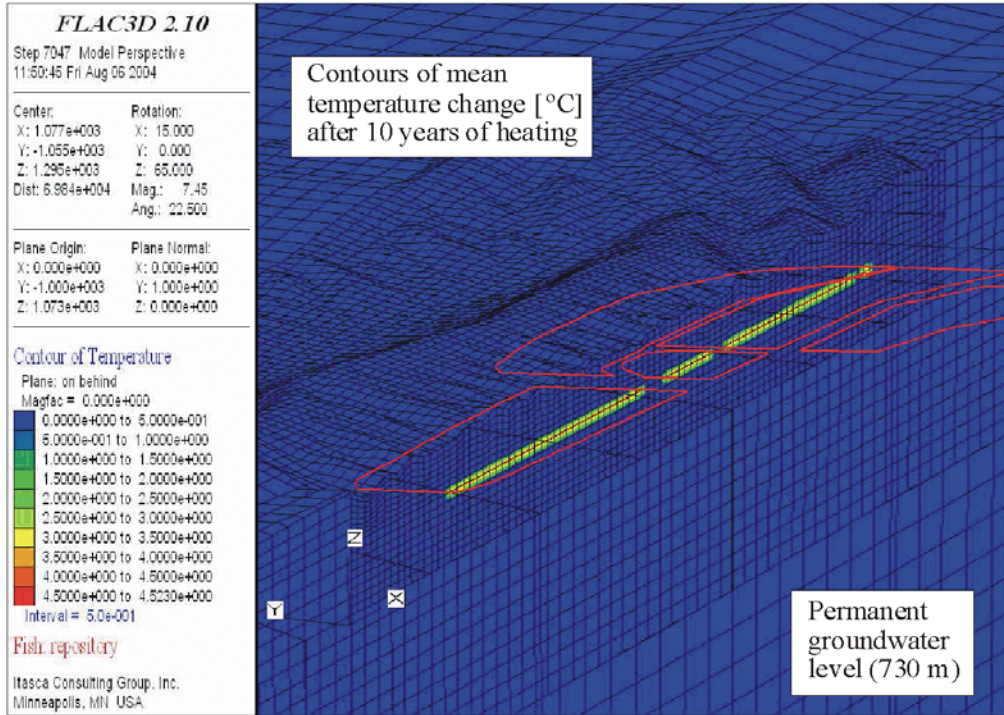 FLAC3D 2.10
Step 7047 Model Perspective
11:50:45 Fri Aug 06 2004
Center:
X: 1.077e+003
Y: -1.055e+003
Z: 1.295e+003
Dist: 6.984e+004
Rotation:
X: 15.000
Y: 0.000
Z: 65.000
Mag.: 7.45
Ang.: 22.500
Plane Origin:
X: 0.000e+000
Y: -1.000e+003
Z: 1.073e+003
Plane Normal:
X: 0.000e+000
Y: 1.000e+000
Z: 0.000e+000
Contour of Temperature
Plane: on behind
Magfac = 0.000e+000
0.0000e+000 to 5.0000e-001
5.0000e-001 to 1.0000e+000
1.0000e+000 to 1.5000e+000
1.5000e+000 to 2.0000e+000
2.0000e+000 to 2.5000e+000
2.5000e+000 to 3.0000e+000
3.0000e+000 to 3.5000e+000
3.5000e+000 to 4.0000e+000
4.0000e+000 to 4.5000e+000
4.5000e+000 to 4.5230e+000
Interval = 5.0e-001
Fish: repository
Itasca Consulting Group, Inc.
Minneapolis, MN USA
Contours of mean
temperature change [°C]
after 10 years of heating
Z
X
Y
Permanent
groundwater
level (730 m)